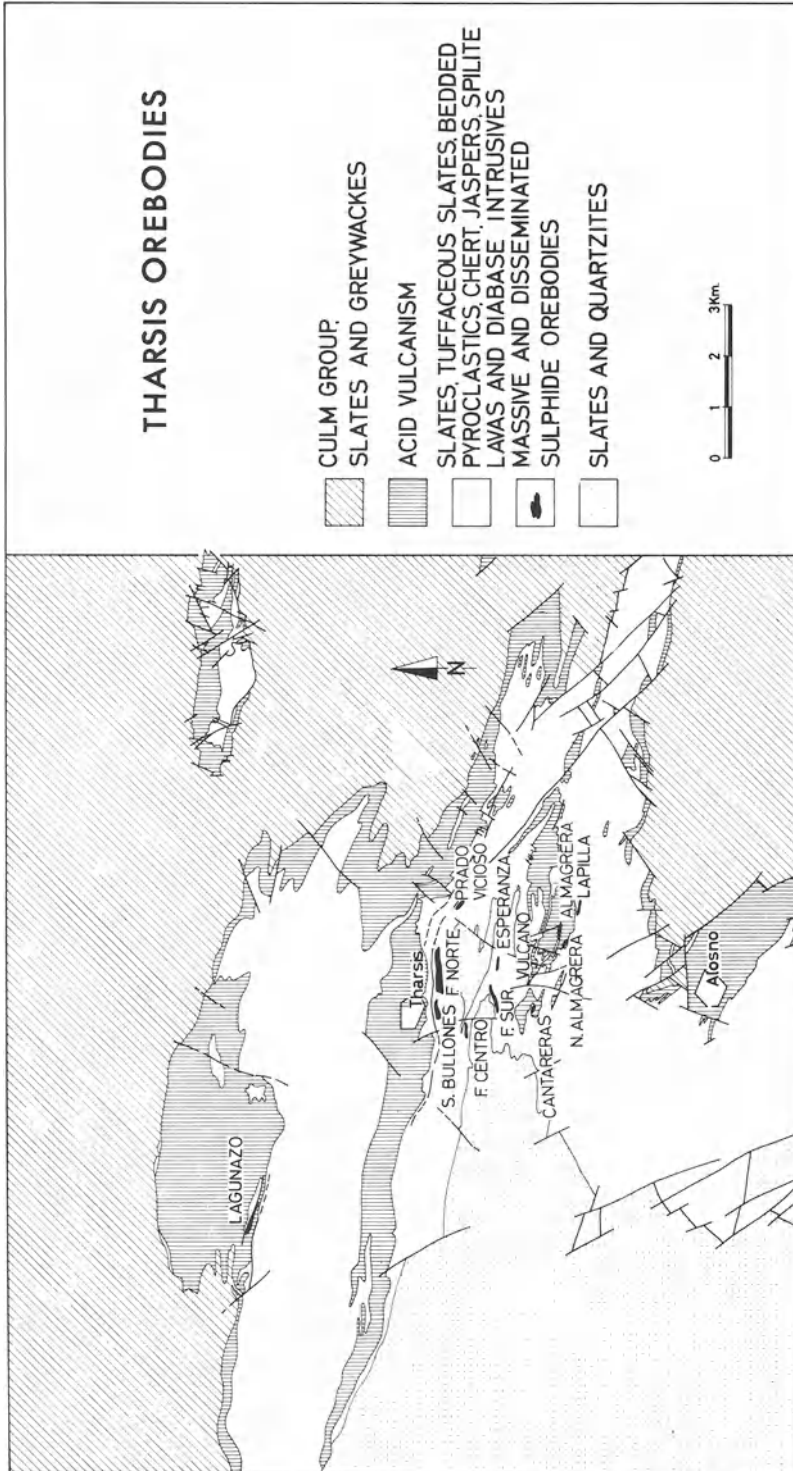 THARSIS OREBODIES
CULM GROUP,
SLATES AND GREYWACKES
ACID VULCANISM
SLATES, TUFFACEOUS SLATES, BEDDED
PYROCLASTICS, CHERT, JASPERS, SPILITE
LAVAS AND DIABASE INTRUSIVES
MASSIVE AND DISSEMINATED
SULPHIDE OREBODIES
SLATES AND QUARTZITES
0 1 2 3Km.
N
LAGUNAZO
Tharsis
S. BULLONES
F. NORTE
PRADO
VICIOSO
F. CENTRO
F. SUR
ESPERANZA
VULCANO
CANTARERAS
N. ALMAGRERA
ALMAGRERA
LAPILLA
Alosno